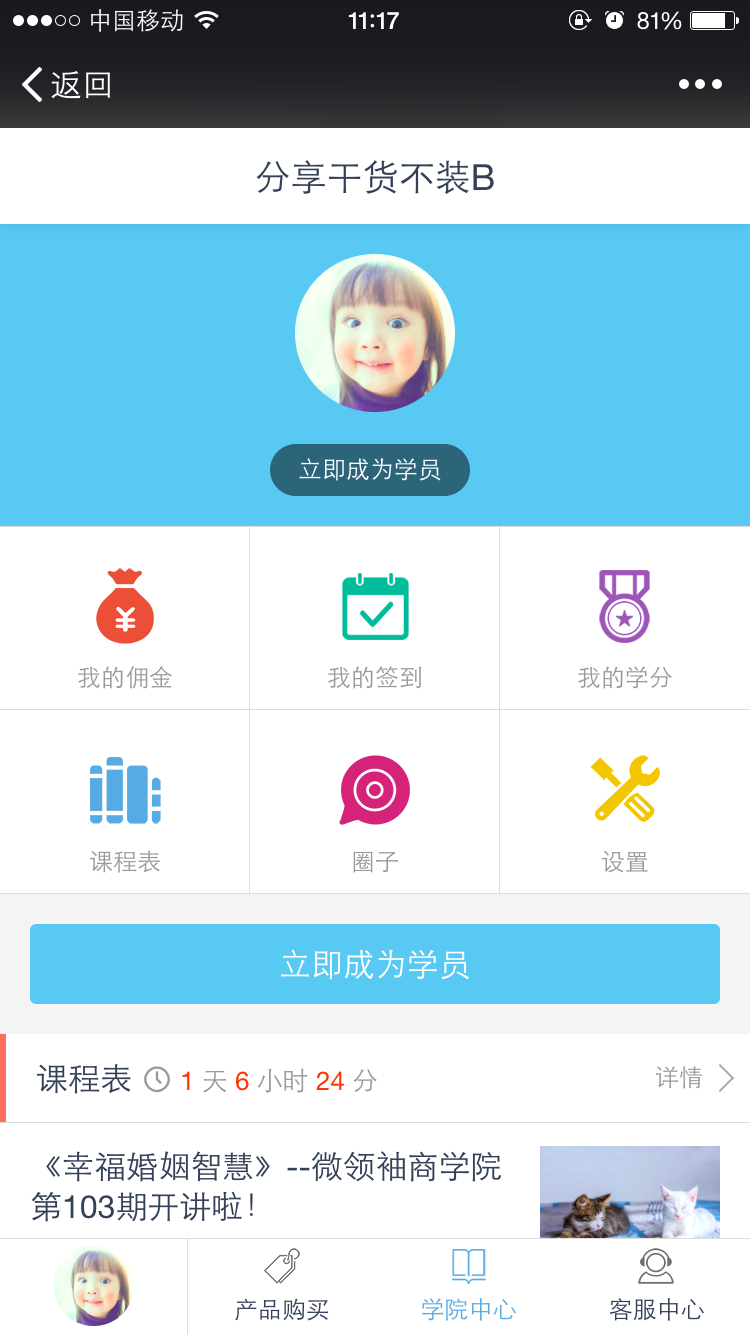 中国移动
11:17
81%
返回
分享干货不装B
立即成为学员
我的佣金
我的签到
我的学分
课程表
圈子
设置
立即成为学员
课程表 1 天 6 小时 24 分
详情
《幸福婚姻智慧》--微领袖商学院
第103期开讲啦！
产品购买
学院中心
客服中心